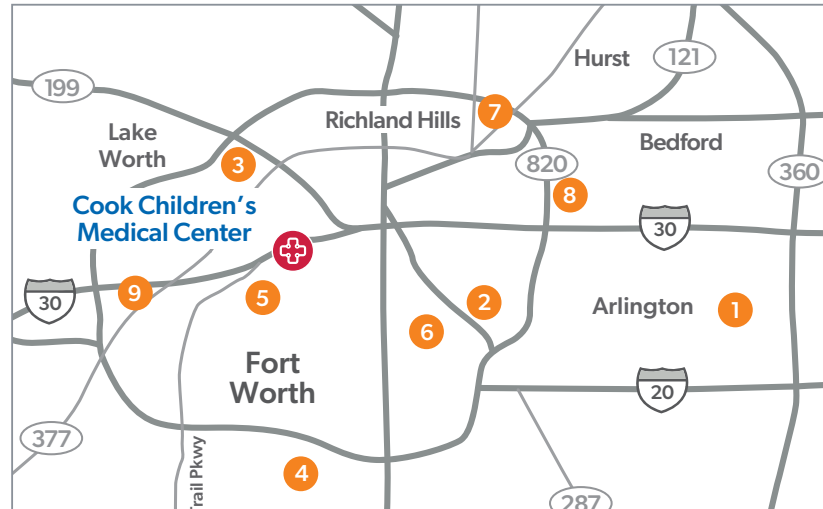 Hurst
121
199
Richland Hills
7
Lake
Worth
Bedford
3
820
360
8
Cook Children's
Medical Center
30
9
30
5
2
Arlington
1
6
Fort
Worth
20
377
Trail Pkwy
4
287